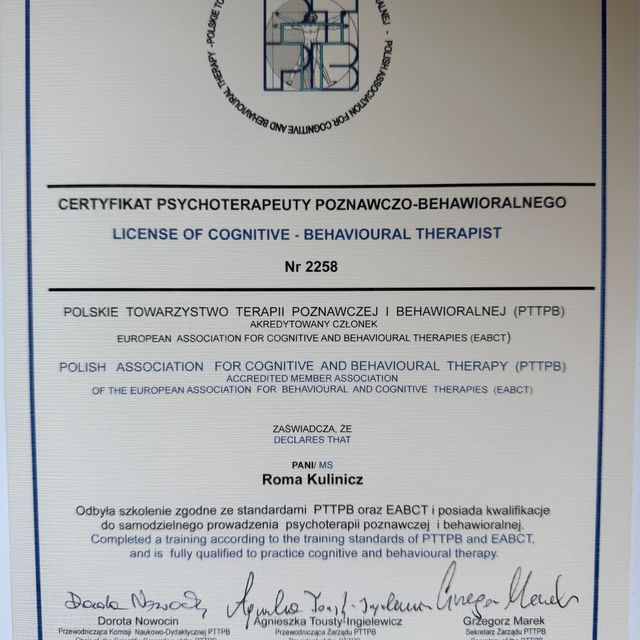 POLSKIE TO
ALNEJ - POLISH ASSOCIATION FOR COGNITIVE AND BEHAVIOURAL THERAPY -
PTTPB
CERTYFIKAT PSYCHOTERAPEUTY POZNAWCZO-BEHAWIORALNEGO
LICENSE OF COGNITIVE - BEHAVIOURAL THERAPIST
Nr 2258
POLSKIE TOWARZYSTWO TERAPII POZNAWCZEJ I BEHAWIORALNEJ (PTTPB)
AKREDYTOWANY CZŁONEK
EUROPEAN ASSOCIATION FOR COGNITIVE AND BEHAVIOURAL THERAPIES (EABCT)
POLISH ASSOCIATION FOR COGNITIVE AND BEHAVIOURAL THERAPY (PTTPB)
ACCREDITED MEMBER ASSOCIATION
OF THE EUROPEAN ASSOCIATION FOR BEHAVIOURAL AND COGNITIVE THERAPIES (EABCT)
ZAŚWIADCZA, ŻE
DECLARES THAT
PANI/ MS
Roma Kulinicz
Odbyła szkolenie zgodne ze standardami PTTPB oraz EABCT i posiada kwalifikacje
do samodzielnego prowadzenia psychoterapii poznawczej i behawioralnej.
Completed a training according to the training standards of PTTPB and EABCT,
and is fully qualified to practice cognitive and behavioural therapy.
Dorota Nowocin Agnieszka Tousty-Ingielewicz Grzegorz Marek
Przewodnicząca Komisji Naukowo-Dydaktycznej PTTPB Przewodnicząca Zarządu PTTPB Sekretarz Zarządu PTTPB